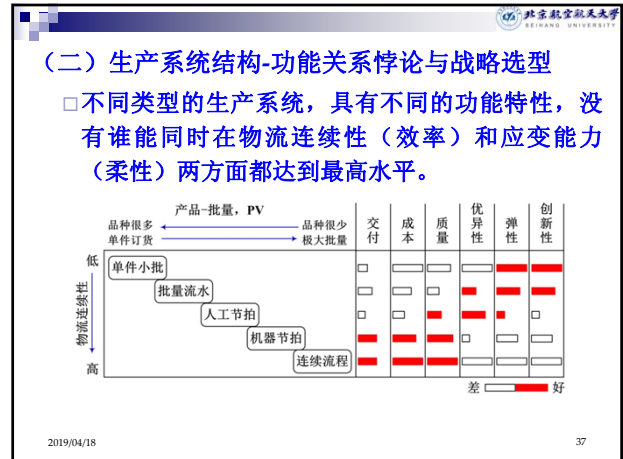 北京航空航天大学
BEIHANG UNIVERSITY
（二）生产系统结构-功能关系悖论与战略选型
不同类型的生产系统，具有不同的功能特性，没
有谁能同时在物流连续性（效率）和应变能力
（柔性）两方面都达到最高水平。
产品-批量，PV
品种很多 品种很少
单件订货 极大批量
交付 成本 质量 优异性 弹性 创新性
低
物流连续性
高
单件小批
批量流水
人工节拍
机器节拍
连续流程
差 好
2019/04/18 37